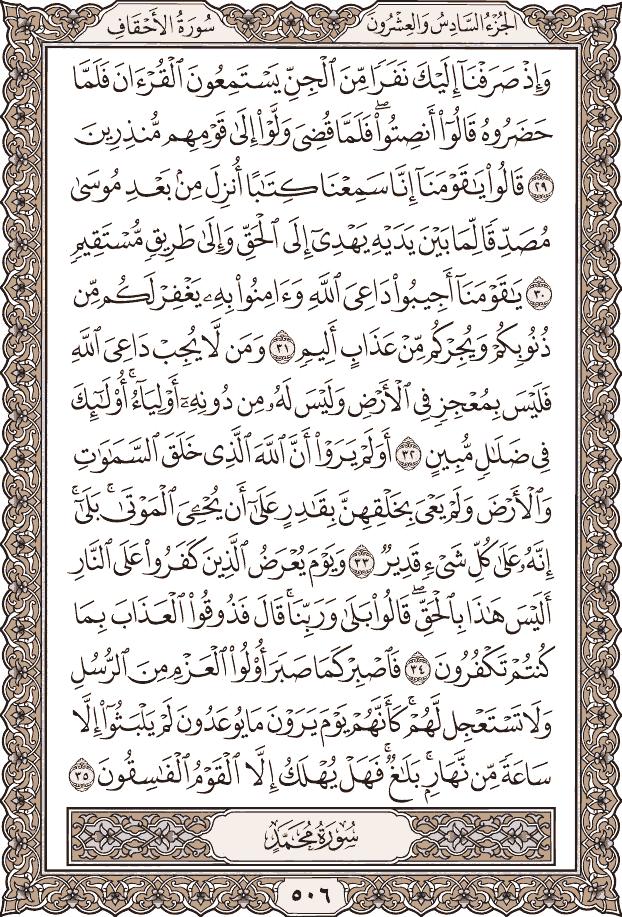 الجُزْءُ السَّادِسُ وَالعِشْرُونَ
سُورَةُ الأَحْقَافِ
وَإِذْ صَرَفْنَآ إِلَيْكَ نَفَرًا مِّنَ ٱلْجِنِّ يَسْتَمِعُونَ ٱلْقُرْءَانَ فَلَمَّا
حَضَرُوهُ قَالُوٓا۟ أَنصِتُوا۟ ۖ فَلَمَّا قُضِىَ وَلَّوْا۟ إِلَىٰ قَوْمِهِم مُّنذِرِينَ
٢٩ قَالُوا۟ يَٰقَوْمَنَآ إِنَّا سَمِعْنَا كِتَٰبًا أُنزِلَ مِنۢ بَعْدِ مُوسَىٰ
مُصَدِّقًا لِّمَا بَيْنَ يَدَيْهِ يَهْدِىٓ إِلَى ٱلْحَقِّ وَإِلَىٰ طَرِيقٍ مُّسْتَقِيمٍ
٣٠ يَٰقَوْمَنَآ أَجِيبُوا۟ دَاعِىَ ٱللَّهِ وَءَامِنُوا۟ بِهِۦ يَغْفِرْ لَكُم مِّن
ذُنُوبِكُمْ وَيُجِرْكُم مِّنْ عَذَابٍ أَلِيمٍ ٣١ وَمَن لَّا يُجِبْ دَاعِىَ ٱللَّهِ
فَلَيْسَ بِمُعْجِزٍ فِى ٱلْأَرْضِ وَلَيْسَ لَهُۥ مِن دُونِهِۦٓ أَوْلِيَآءُ ۚ أُو۟لَٰٓئِكَ
فِى ضَلَٰلٍ مُّبِينٍ ٣٢ أَوَلَمْ يَرَوْا۟ أَنَّ ٱللَّهَ ٱلَّذِى خَلَقَ ٱلسَّمَٰوَٰتِ
وَٱلْأَرْضَ وَلَمْ يَعْىَ بِخَلْقِهِنَّ بِقَٰدِرٍ عَلَىٰٓ أَن يُحْـِۧىَ ٱلْمَوْتَىٰ ۚ بَلَىٰٓ
إِنَّهُۥ عَلَىٰ كُلِّ شَىْءٍ قَدِيرٌ ٣٣ وَيَوْمَ يُعْرَضُ ٱلَّذِينَ كَفَرُوا۟ عَلَى ٱلنَّارِ
أَلَيْسَ هَٰذَا بِٱلْحَقِّ ۖ قَالُوا۟ بَلَىٰ وَرَبِّنَا ۚ قَالَ فَذُوقُوا۟ ٱلْعَذَابَ بِمَا
كُنتُمْ تَكْفُرُونَ ٣٤ فَٱصْبِرْ كَمَا صَبَرَ أُو۟لُوا۟ ٱلْعَزْمِ مِنَ ٱلرُّسُلِ
وَلَا تَسْتَعْجِل لَّهُمْ ۚ كَأَنَّهُمْ يَوْمَ يَرَوْنَ مَا يُوعَدُونَ لَمْ يَلْبَثُوٓا۟ إِلَّا
سَاعَةً مِّن نَّهَارٍۭ ۚ بَلَٰغٌ ۚ فَهَلْ يُهْلَكُ إِلَّا ٱلْقَوْمُ ٱلْفَٰسِقُونَ ٣٥
سُورَةُ مُحَمَّدٍ
٥٠٦